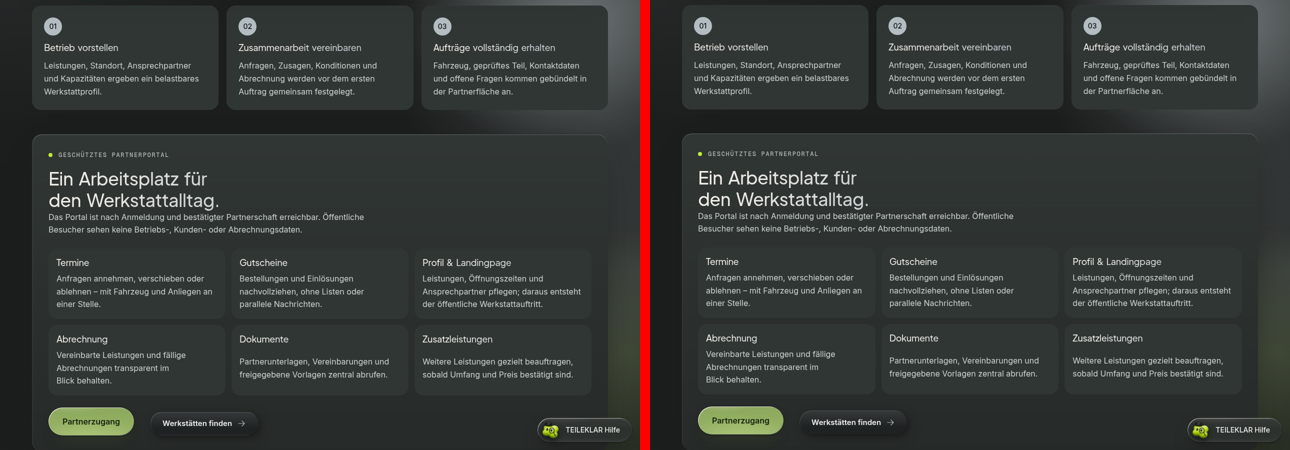 01
Betrieb vorstellen
Leistungen, Standort, Ansprechpartner
und Kapazitäten ergeben ein belastbares
Werkstattprofil.
02
Zusammenarbeit vereinbaren
Anfragen, Zusagen, Konditionen und
Abrechnung werden vor dem ersten
Auftrag gemeinsam festgelegt.
03
Aufträge vollständig erhalten
Fahrzeug, geprüftes Teil, Kontaktdaten
und offene Fragen kommen gebündelt in
der Partnerfläche an.
GESCHÜTZTES PARTNERPORTAL
Ein Arbeitsplatz für
den Werkstattalltag.
Das Portal ist nach Anmeldung und bestätigter Partnerschaft erreichbar. Öffentliche
Besucher sehen keine Betriebs-, Kunden- oder Abrechnungsdaten.
Termine
Anfragen annehmen, verschieben oder
ablehnen – mit Fahrzeug und Anliegen an
einer Stelle.
Gutscheine
Bestellungen und Einlösungen
nachvollziehen, ohne Listen oder
parallele Nachrichten.
Profil & Landingpage
Leistungen, Öffnungszeiten und
Ansprechpartner pflegen; daraus entsteht
der öffentliche Werkstattauftritt.
Abrechnung
Vereinbarte Leistungen und fällige
Abrechnungen transparent im
Blick behalten.
Dokumente
Partnerunterlagen, Vereinbarungen und
freigegebene Vorlagen zentral abrufen.
Zusatzleistungen
Weitere Leistungen gezielt beauftragen,
sobald Umfang und Preis bestätigt sind.
Partnerzugang
Werkstätten finden →
TEILEKLAR Hilfe
01
Betrieb vorstellen
Leistungen, Standort, Ansprechpartner
und Kapazitäten ergeben ein belastbares
Werkstattprofil.
02
Zusammenarbeit vereinbaren
Anfragen, Zusagen, Konditionen und
Abrechnung werden vor dem ersten
Auftrag gemeinsam festgelegt.
03
Aufträge vollständig erhalten
Fahrzeug, geprüftes Teil, Kontaktdaten
und offene Fragen kommen gebündelt in
der Partnerfläche an.
GESCHÜTZTES PARTNERPORTAL
Ein Arbeitsplatz für
den Werkstattalltag.
Das Portal ist nach Anmeldung und bestätigter Partnerschaft erreichbar. Öffentliche
Besucher sehen keine Betriebs-, Kunden- oder Abrechnungsdaten.
Termine
Anfragen annehmen, verschieben oder
ablehnen – mit Fahrzeug und Anliegen an
einer Stelle.
Gutscheine
Bestellungen und Einlösungen
nachvollziehen, ohne Listen oder
parallele Nachrichten.
Profil & Landingpage
Leistungen, Öffnungszeiten und
Ansprechpartner pflegen; daraus entsteht
der öffentliche Werkstattauftritt.
Abrechnung
Vereinbarte Leistungen und fällige
Abrechnungen transparent im
Blick behalten.
Dokumente
Partnerunterlagen, Vereinbarungen und
freigegebene Vorlagen zentral abrufen.
Zusatzleistungen
Weitere Leistungen gezielt beauftragen,
sobald Umfang und Preis bestätigt sind.
Partnerzugang
Werkstätten finden →
TEILEKLAR Hilfe